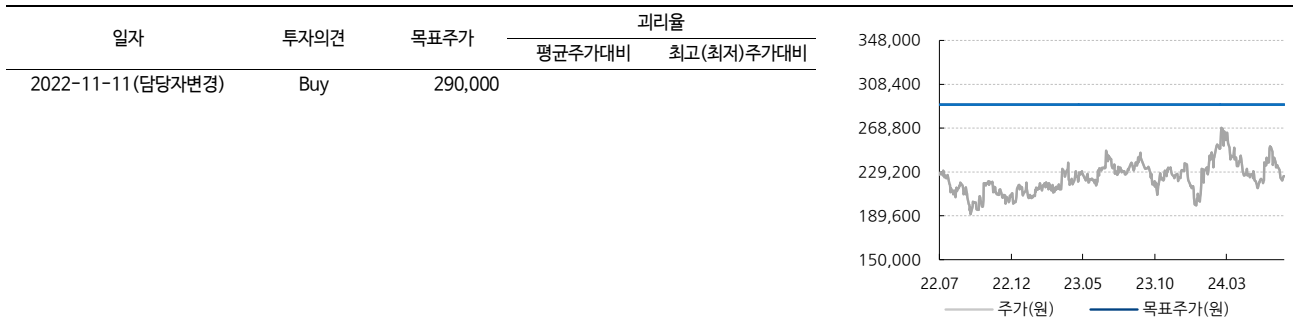 일자 투자의견 목표주가 괴리율
평균주가대비 최고(최저)주가대비
2022-11-11(담당자변경) Buy 290,000
348,000
308,400
268,800
229,200
189,600
150,000
22.07 22.12 23.05 23.10 24.03
주가(원) 목표주가(원)